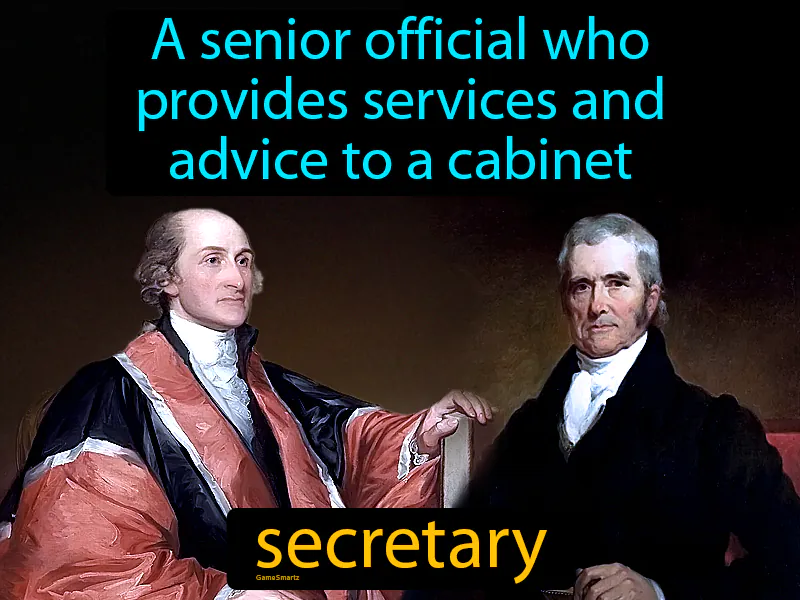 A senior official who
provides services and
advice to a cabinet
secretary
GameSmartz